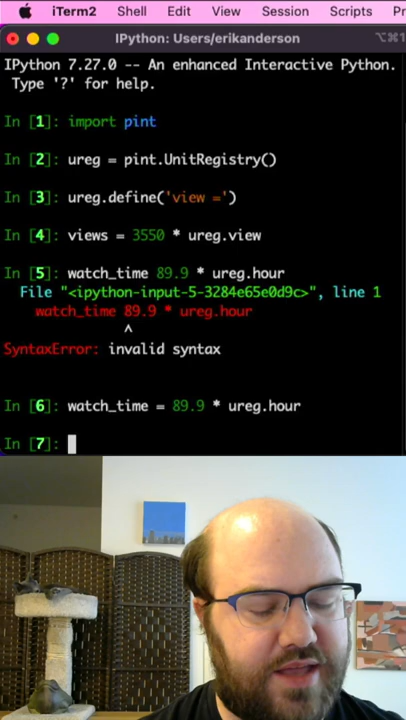 iTerm2 Shell Edit View Session Scripts Pr
IPython: Users/erikanderson ⌥⌘1
IPython 7.27.0 -- An enhanced Interactive Python.
Type '?' for help.
In [1]: import pint
In [2]: ureg = pint.UnitRegistry()
In [3]: ureg.define('view =')
In [4]: views = 3550 * ureg.view
In [5]: watch_time 89.9 * ureg.hour
File "<ipython-input-5-3284e65e0d9c>", line 1
watch_time 89.9 * ureg.hour
^
SyntaxError: invalid syntax
In [6]: watch_time = 89.9 * ureg.hour
In [7]: